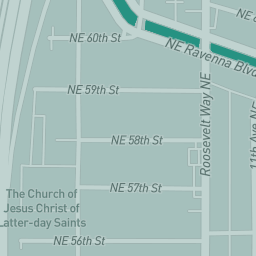 NE 60th St
NE Ravenna Blvd
NE 59th St
Roosevelt Way NE
11th Ave NE
NE 58th St
NE 57th St
The Church of
Jesus Christ of
Latter-day Saints
NE 56th St